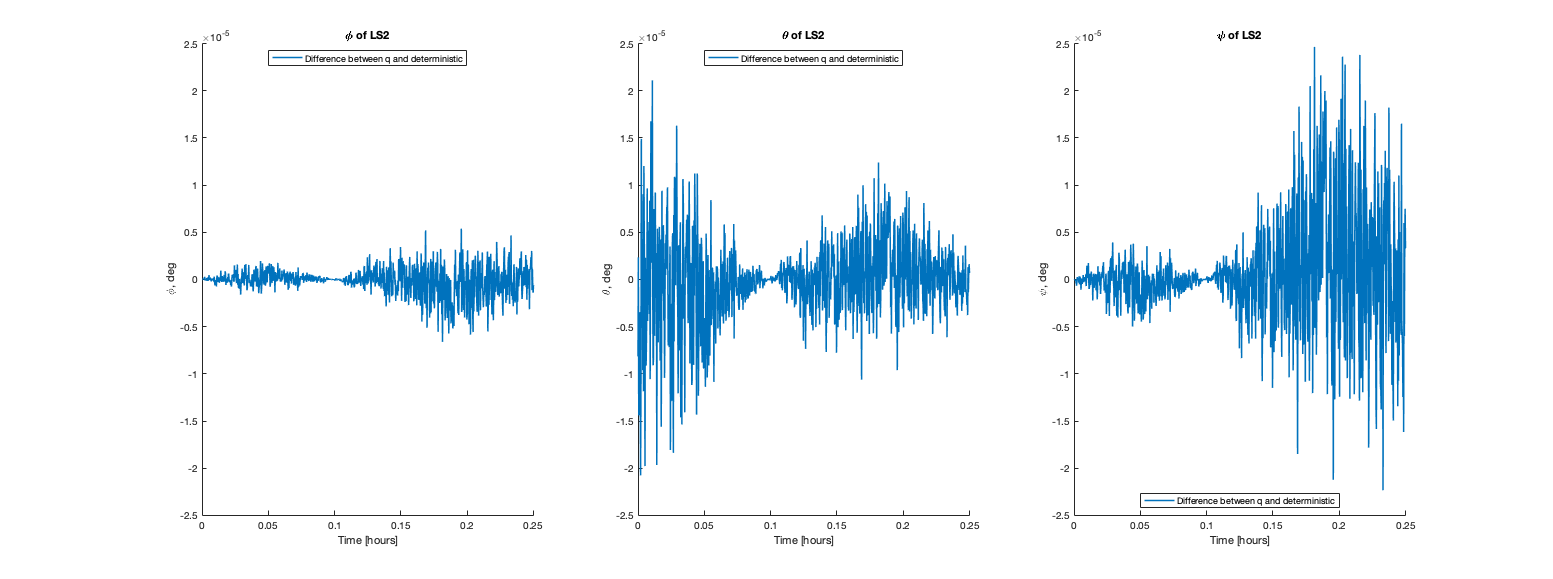 ϕ of LS2
×10⁻⁵
Difference between q and deterministic
2.5
2
1.5
1
0.5
0
-0.5
-1
-1.5
-2
-2.5
ϕ, deg
0 0.05 0.1 0.15 0.2 0.25
Time [hours]
θ of LS2
×10⁻⁵
Difference between q and deterministic
2.5
2
1.5
1
0.5
0
-0.5
-1
-1.5
-2
-2.5
θ, deg
0 0.05 0.1 0.15 0.2 0.25
Time [hours]
ψ of LS2
×10⁻⁵
2.5
2
1.5
1
0.5
0
-0.5
-1
-1.5
-2
-2.5
ψ, deg
Difference between q and deterministic
0 0.05 0.1 0.15 0.2 0.25
Time [hours]